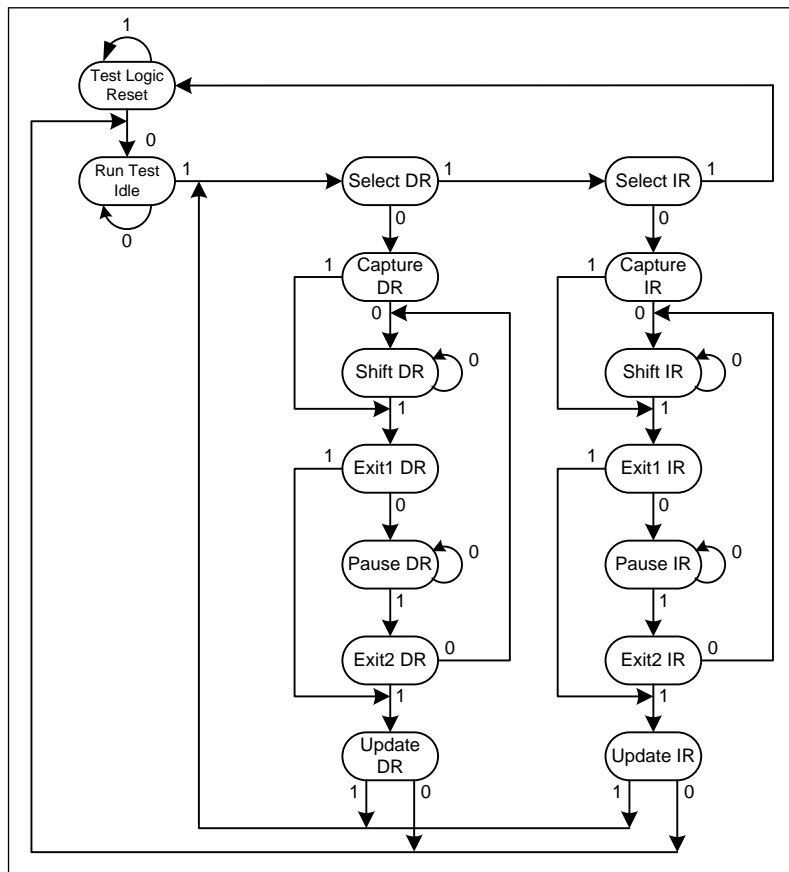 1
Test Logic
Reset
0
Run Test
Idle
1
0
Select DR
1
0
Select IR
1
0
Capture
DR
1
0
Capture
IR
1
0
Shift DR
0
1
Shift IR
0
1
Exit1 DR
1
0
Exit1 IR
1
0
Pause DR
0
1
Pause IR
0
1
Exit2 DR
0
1
Exit2 IR
0
1
Update
DR
1
0
Update IR
1
0